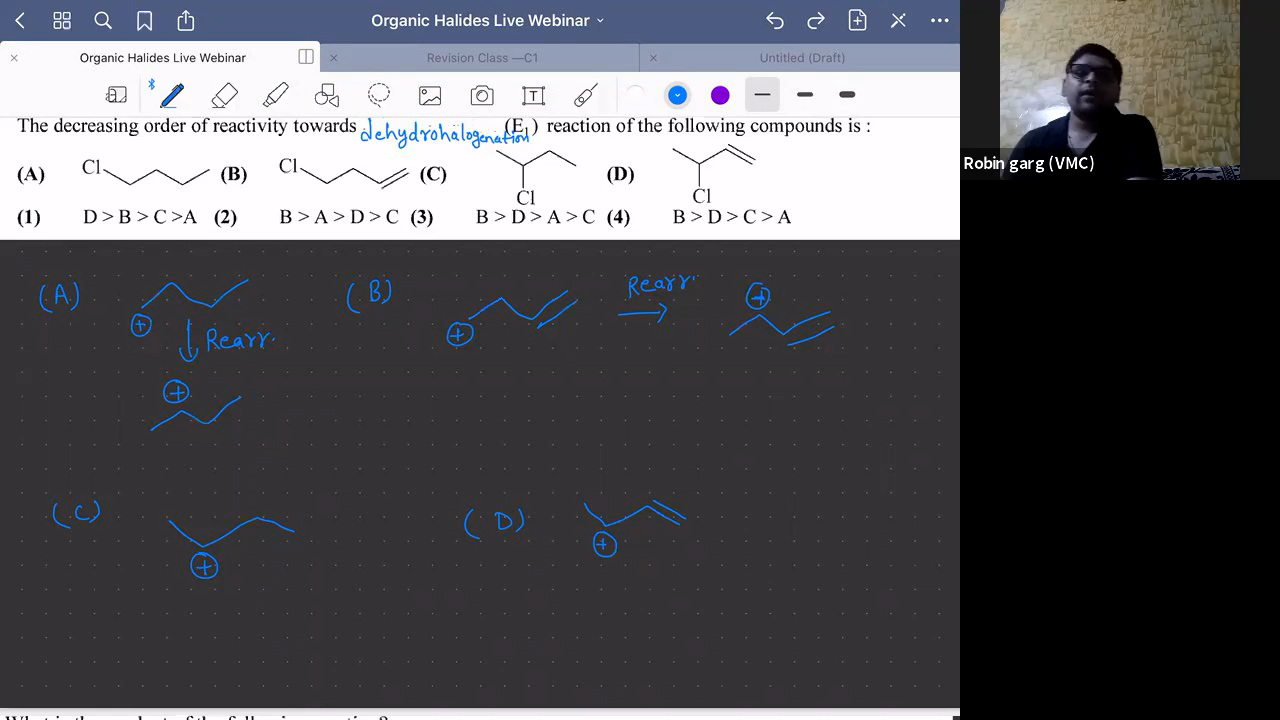 Organic Halides Live Webinar
Organic Halides Live Webinar
Revision Class —C1
Untitled (Draft)
The decreasing order of reactivity towards dehydrohalogenation (E1) reaction of the following compounds is :
(A) Cl (B) Cl (C) Cl (D) Cl
(1) D > B > C >A (2) B > A > D > C (3) B > D > A > C (4) B > D > C > A
Robin garg (VMC)
(A) (B) Rearr. +
+ +
Rearr.
+
(C) (D)
+ +